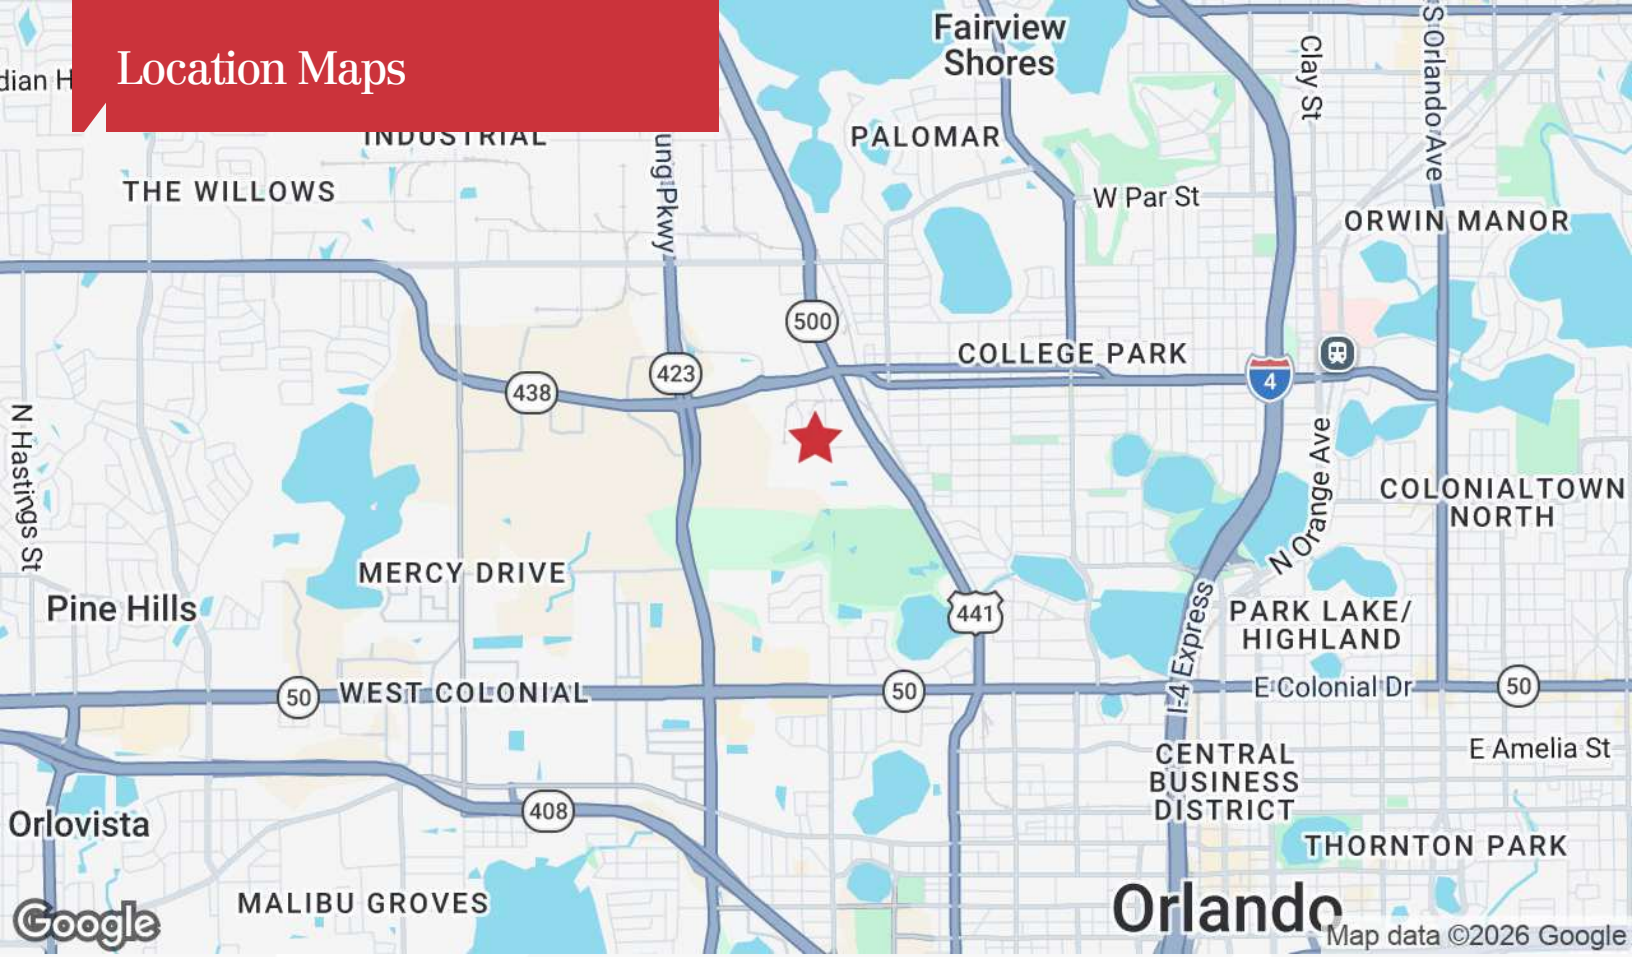 Location Maps
Fairview
Shores
Clay St
S Orlando Ave
dian H
INDUSTRIAL
ung Pkwy
PALOMAR
THE WILLOWS
W Par St
ORWIN MANOR
500
COLLEGE PARK
423
438
4
N Hastings St
N Orange Ave
COLONIALTOWN
NORTH
MERCY DRIVE
Pine Hills
441
PARK LAKE/
HIGHLAND
I-4 Express
50
WEST COLONIAL
50
E Colonial Dr
50
E Amelia St
CENTRAL
BUSINESS
DISTRICT
408
Orlovista
THORNTON PARK
MALIBU GROVES
Orlando
Google
Map data ©2026 Google